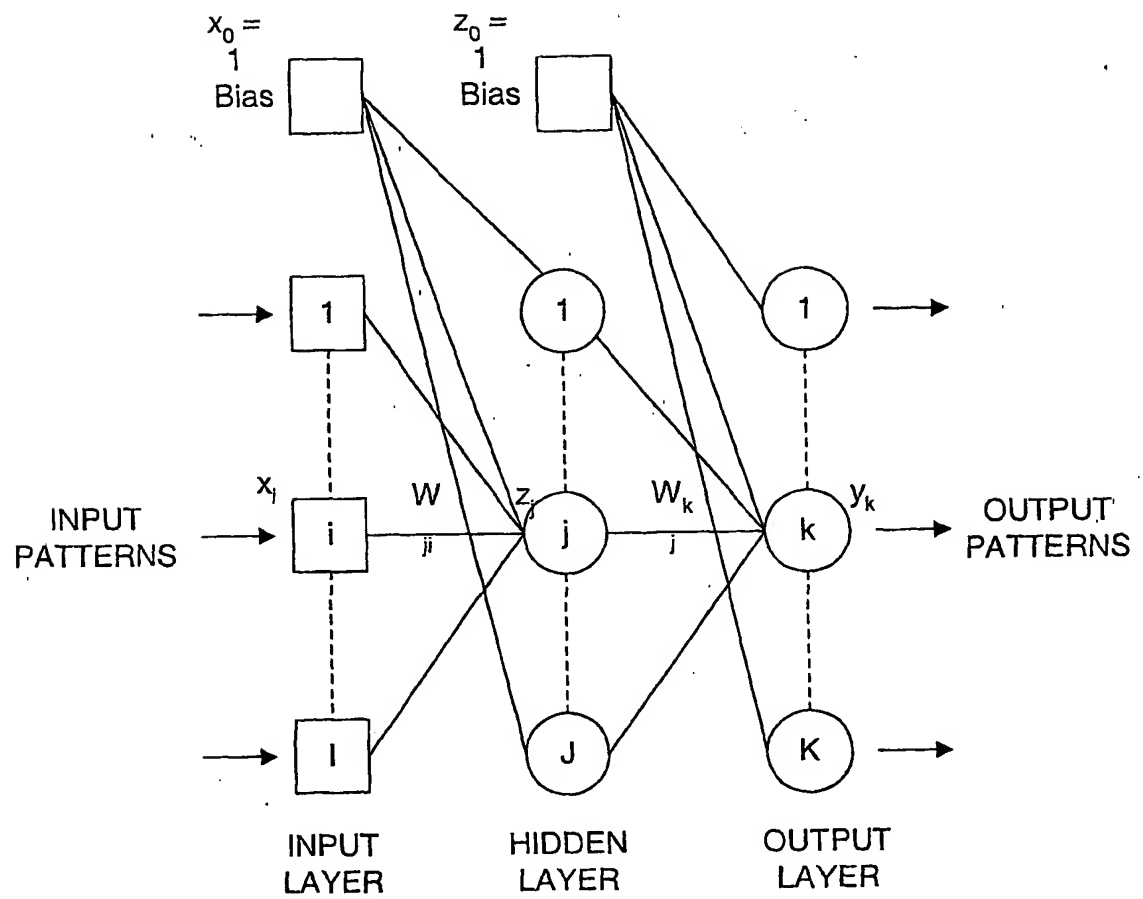 x0 =
1
Bias
z0 =
1
Bias
1
1
1
xi
W
ji
zj
Wk
j
yk
INPUT
PATTERNS
i
j
k
OUTPUT
PATTERNS
I
J
K
INPUT
LAYER
HIDDEN
LAYER
OUTPUT
LAYER